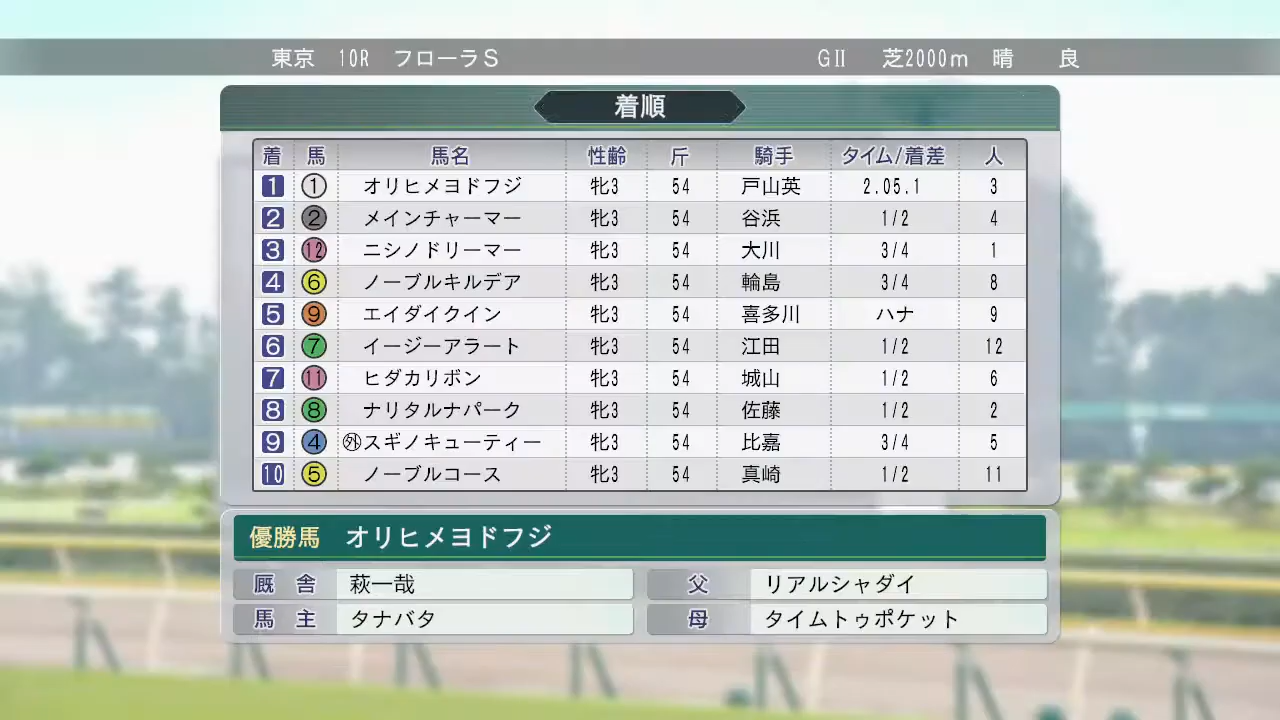 東京 10R フローラS GII 芝2000m 晴 良
着順
着 馬 馬名 性齢 斤 騎手 タイム/着差 人
1 ① オリヒメヨドフジ 牝3 54 戸山英 2.05.1 3
2 ② メインチャーマー 牝3 54 谷浜 1/2 4
3 ⑫ ニシノドリーマー 牝3 54 大川 3/4 1
4 ⑥ ノーブルキルデア 牝3 54 輪島 3/4 8
5 ⑨ エイダイクイン 牝3 54 喜多川 ハナ 9
6 ⑦ イージーアラート 牝3 54 江田 1/2 12
7 ⑪ ヒダカリボン 牝3 54 城山 1/2 6
8 ⑧ ナリタルナパーク 牝3 54 佐藤 1/2 2
9 ④ 外スギノキューティー 牝3 54 比嘉 3/4 5
10 ⑤ ノーブルコース 牝3 54 真崎 1/2 11
優勝馬 オリヒメヨドフジ
厩舎 萩一哉 父 リアルシャダイ
馬主 タナバタ 母 タイムトゥポケット